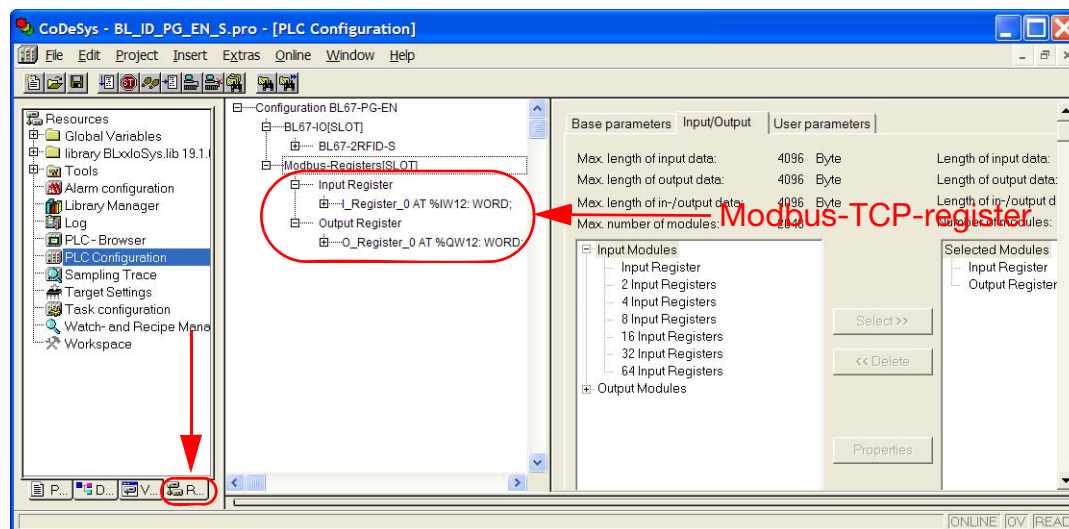 CoDeSys - BL_ID_PG_EN_S.pro - [PLC Configuration]
File Edit Project Insert Extras Online Window Help
Resources
Global Variables
library BLxxIoSys.lib 19.1.
Tools
Alarm configuration
Library Manager
Log
PLC - Browser
PLC Configuration
Sampling Trace
Target Settings
Task configuration
Watch- and Recipe Mana
Workspace
P... D... V... R...
Configuration BL67-PG-EN
BL67-IO[SLOT]
BL67-2RFID-S
Modbus-Registers[SLOT]
Input Register
I_Register_0 AT %IW12: WORD;
Output Register
O_Register_0 AT %QW12: WORD;
Modbus-TCP-register
Base parameters Input/Output User parameters
Max. length of input data: 4096 Byte Length of input data:
Max. length of output data: 4096 Byte Length of output data:
Max. length of in-/output data: 4096 Byte Length of in-/output d
Max. number of modules: 2048 Number of modules:
Input Modules
Input Register
2 Input Registers
4 Input Registers
8 Input Registers
16 Input Registers
32 Input Registers
64 Input Registers
Output Modules
Select >>
<< Delete
Properties
Selected Modules
Input Register
Output Register
ONLINE OV READ